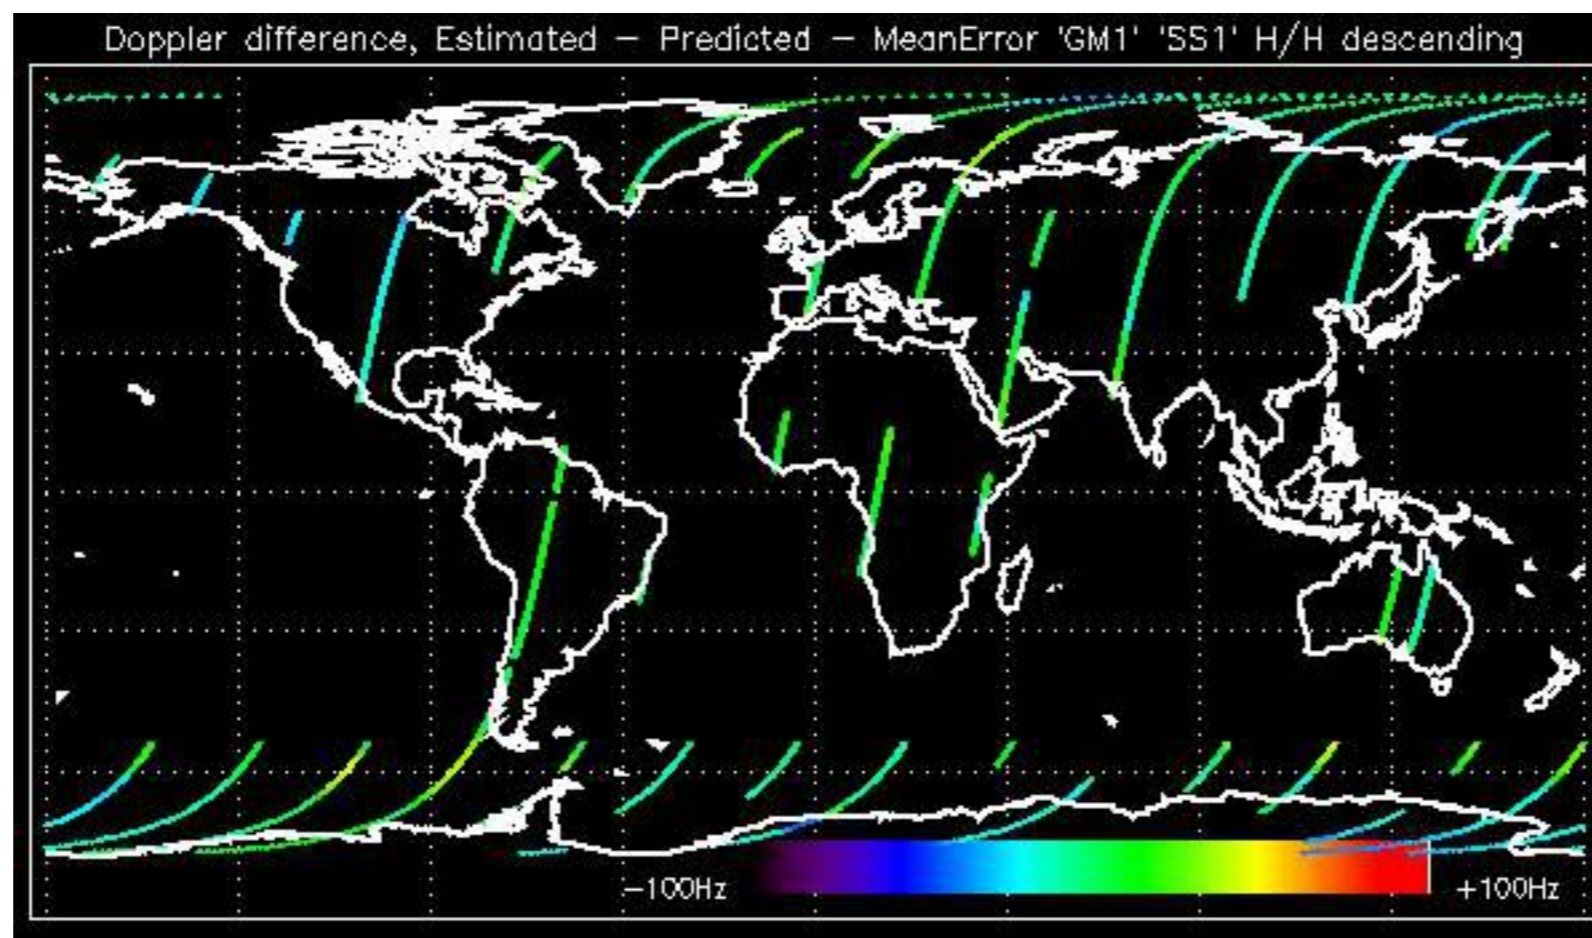 Doppler difference, Estimated – Predicted – MeanError 'GM1' 'SS1' H/H descending
–100Hz +100Hz